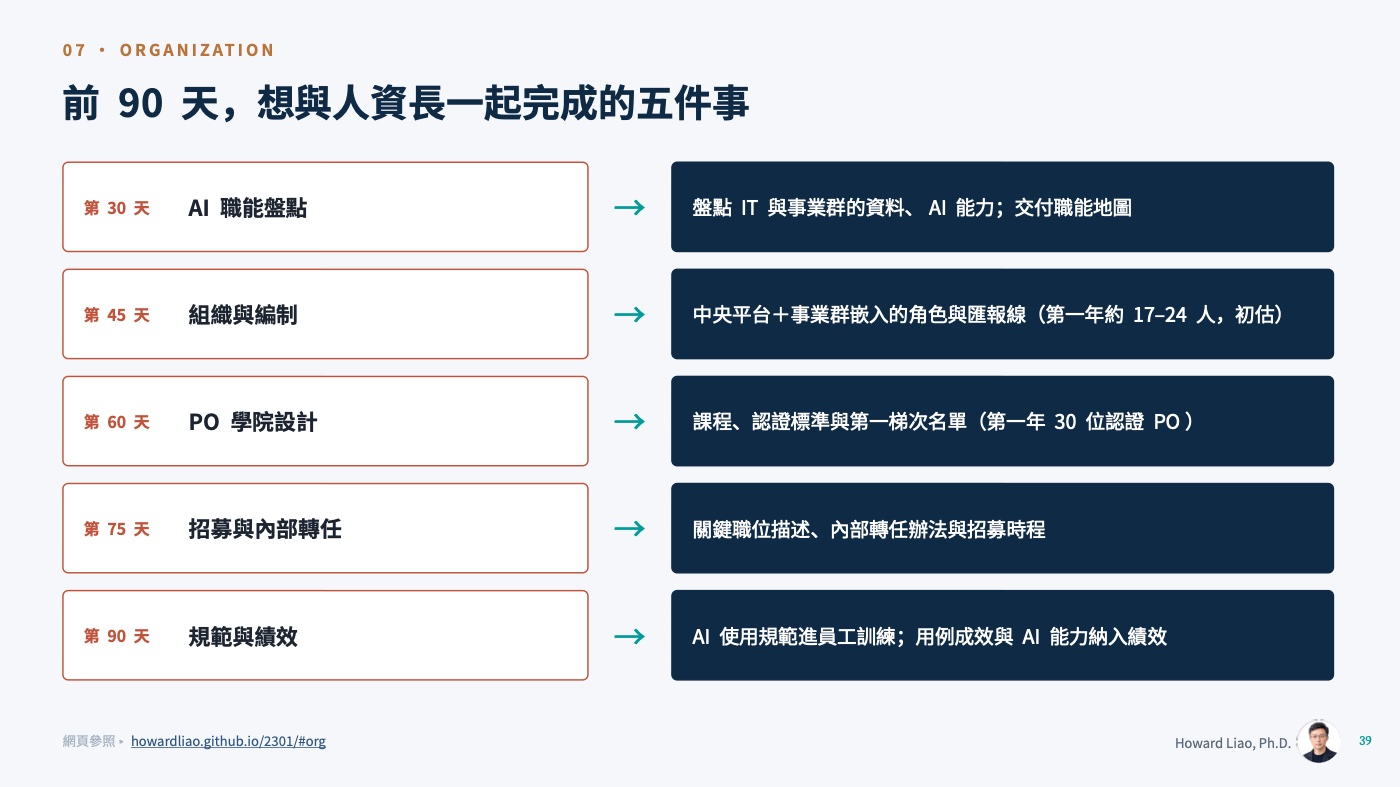 07 • ORGANIZATION
前 90 天，想與人資長一起完成的五件事
第 30 天 AI 職能盤點 → 盤點 IT 與事業群的資料、 AI 能力；交付職能地圖
第 45 天 組織與編制 → 中央平台＋事業群嵌入的角色與匯報線（第一年約 17–24 人，初估）
第 60 天 PO 學院設計 → 課程、認證標準與第一梯次名單（第一年 30 位認證 PO ）
第 75 天 招募與內部轉任 → 關鍵職位描述、內部轉任辦法與招募時程
第 90 天 規範與績效 → AI 使用規範進員工訓練；用例成效與 AI 能力納入績效
網頁參照 ▸ howardliao.github.io/2301/#org
Howard Liao, Ph.D.
39